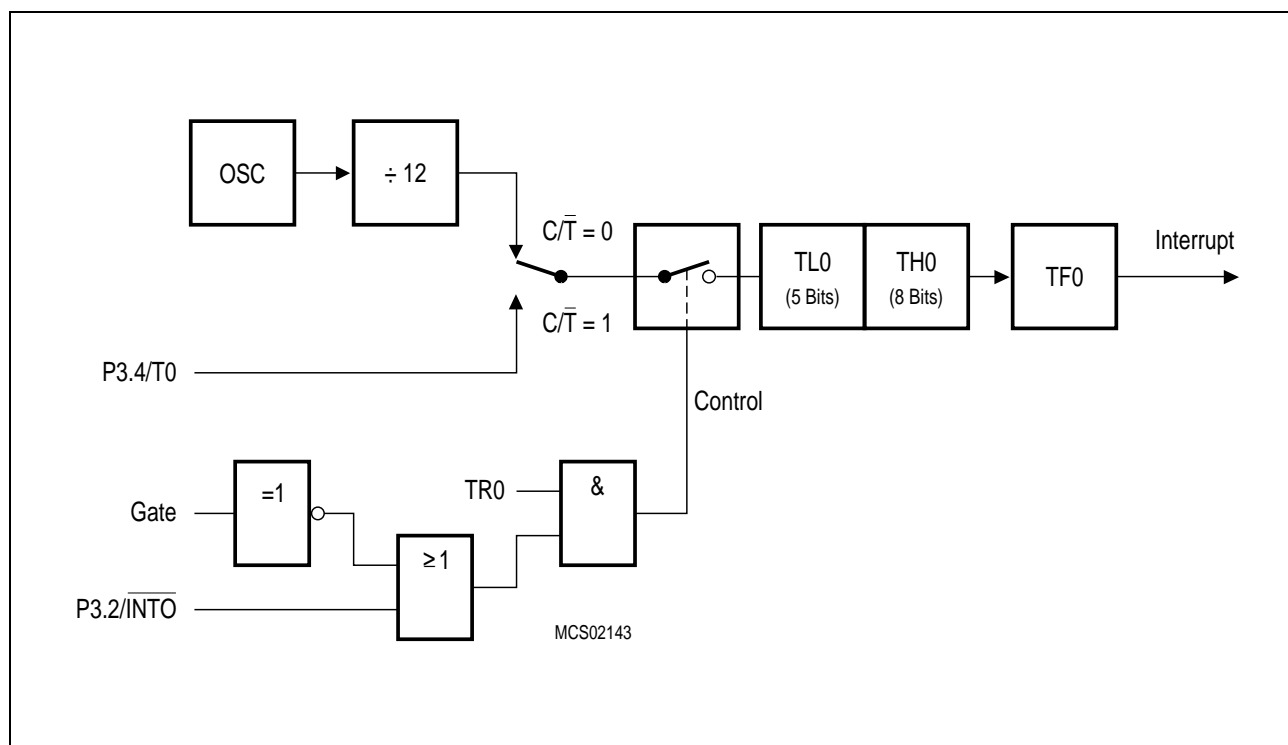 OSC
÷ 12
C/T̅ = 0
C/T̅ = 1
TL0
(5 Bits)
TH0
(8 Bits)
TF0
Interrupt
P3.4/T0
Control
Gate
=1
TR0
&
≥ 1
P3.2/I̅N̅T̅O̅
MCS02143